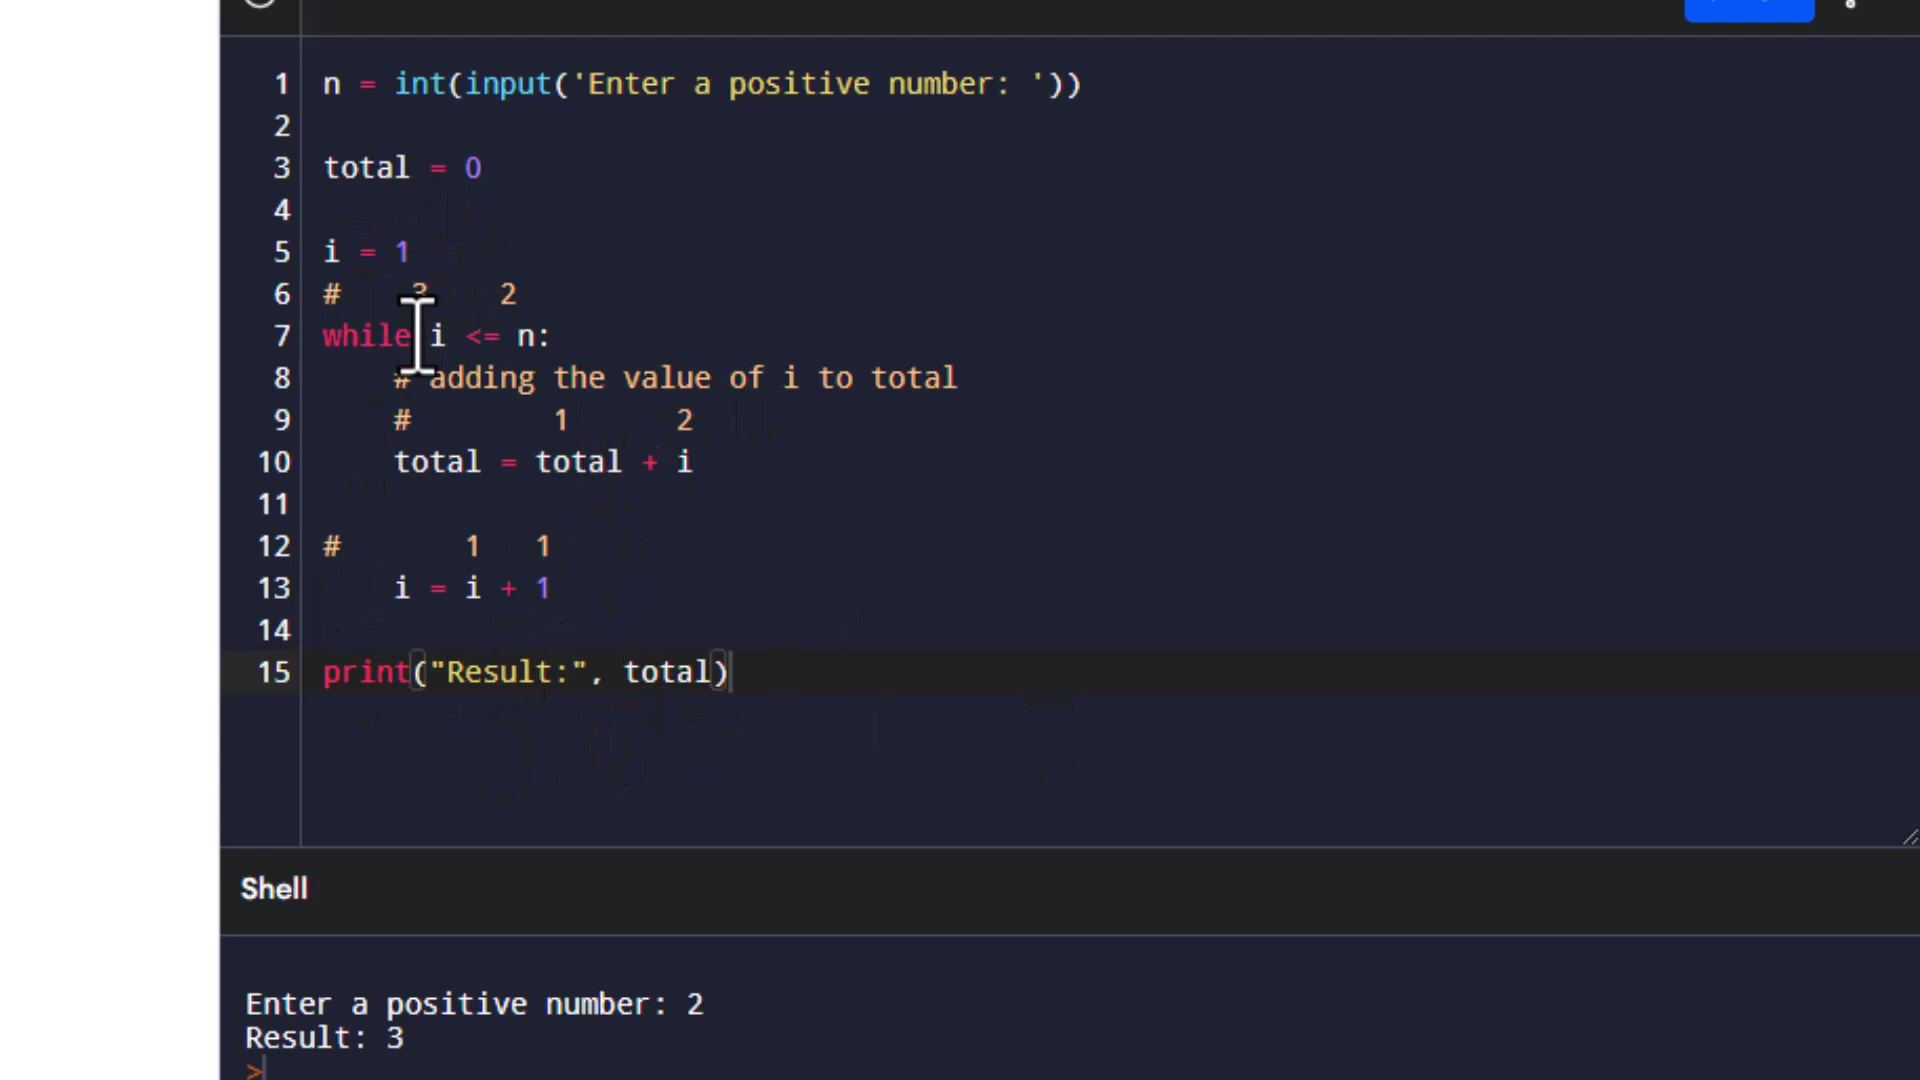 1 n = int(input('Enter a positive number: '))
2
3 total = 0
4
5 i = 1
6 #    3    2
7 while i <= n:
8     # adding the value of i to total
9     #        1      2
10     total = total + i
11
12 #       1   1
13     i = i + 1
14
15 print("Result:", total)
Shell
Enter a positive number: 2
Result: 3
>